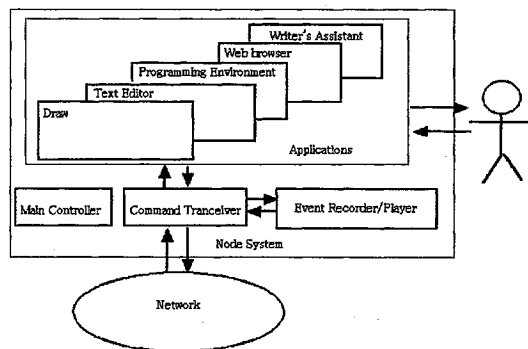 Writer's Assistant
Web browser
Programming Environment
Text Editor
Draw
Applications
Main Controller
Command Tranceiver
Event Recorder/Player
Node System
Network